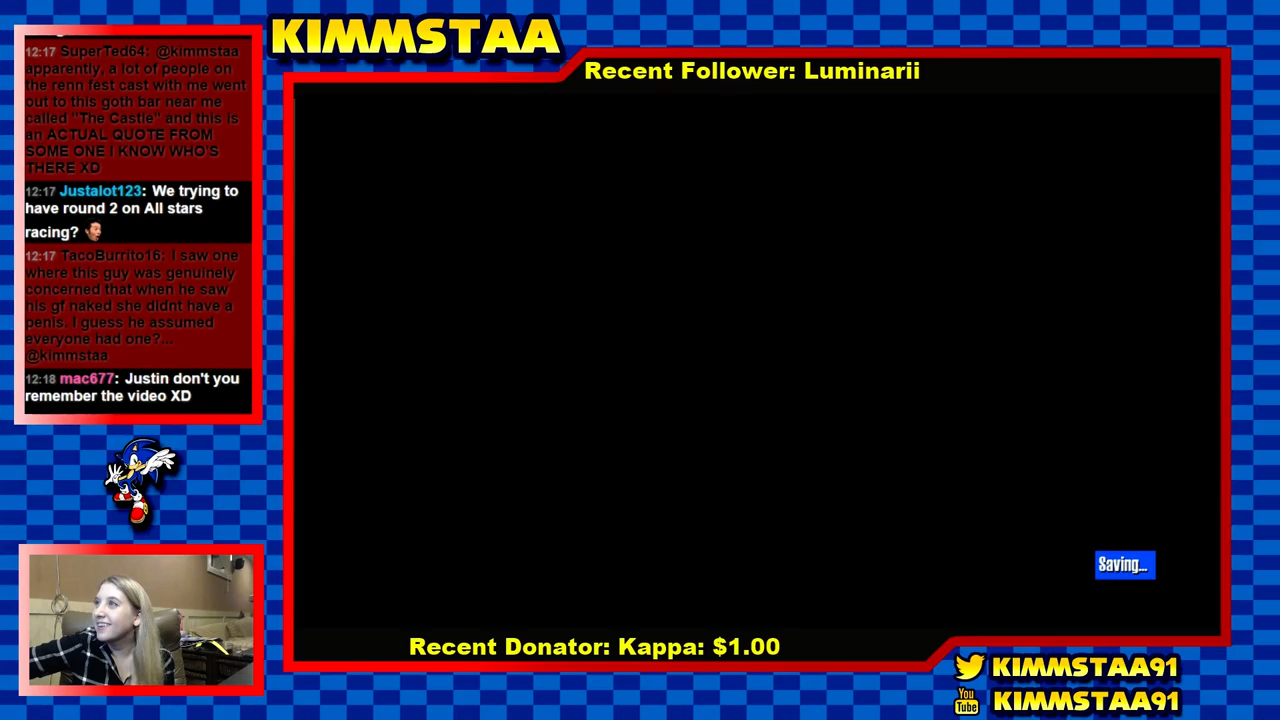 KIMMSTAA
Recent Follower: Luminarii
12:17 SuperTed64: @kimmstaa
apparently, a lot of people on
the renn fest cast with me went
out to this goth bar near me
called "The Castle" and this is
an ACTUAL QUOTE FROM
SOME ONE I KNOW WHO'S
THERE XD
12:17 Justalot123: We trying to
have round 2 on All stars
racing?
12:17 TacoBurrito16: I saw one
where this guy was genuinely
concerned that when he saw
his gf naked she didnt have a
penis. I guess he assumed
everyone had one?...
@kimmstaa
12:18 mac677: Justin don't you
remember the video XD
Saving...
Recent Donator: Kappa: $1.00
KIMMSTAA91
You
Tube
KIMMSTAA91